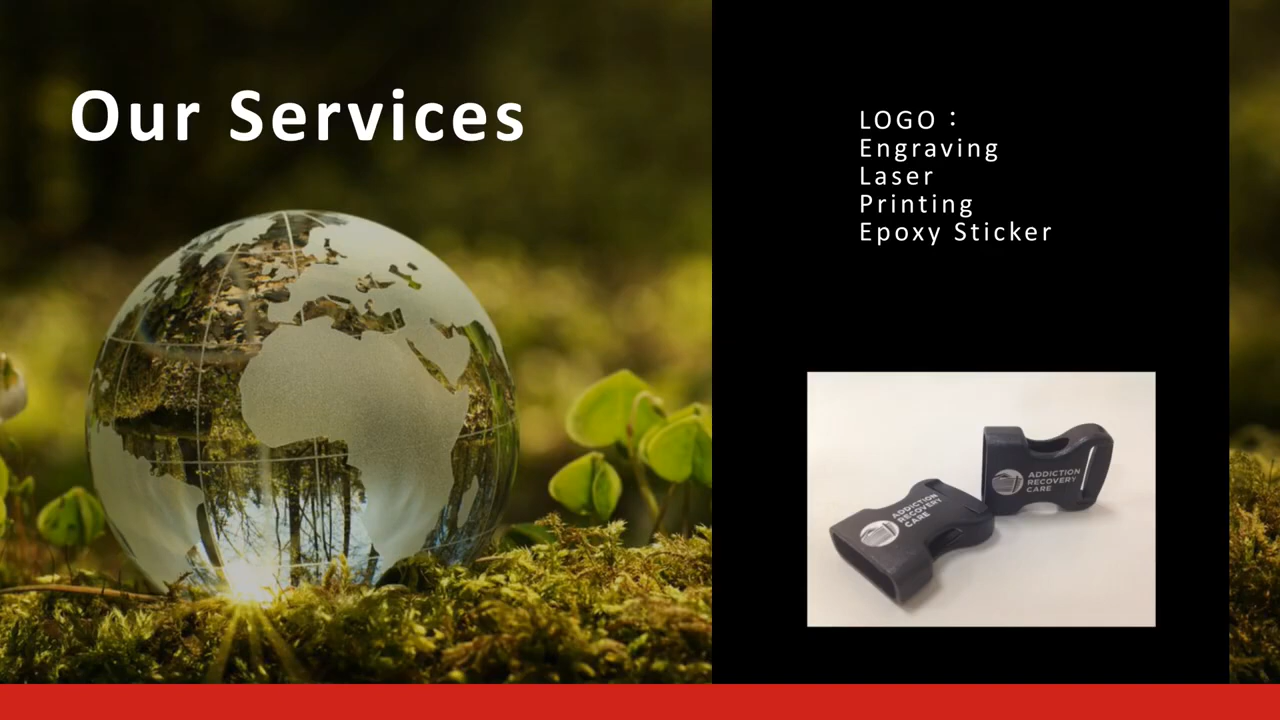 Our Services
LOGO：
Engraving
Laser
Printing
Epoxy Sticker
ADDICTION
RECOVERY
CARE
ADDICTION
RECOVERY
CARE